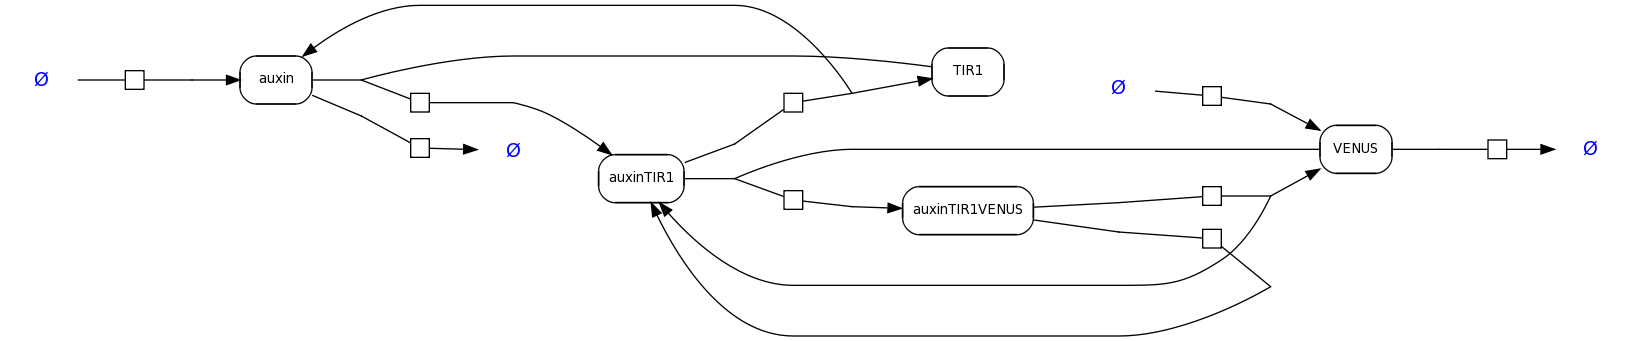 Ø
auxin
TIR1
Ø
Ø
auxinTIR1
auxinTIR1VENUS
VENUS
Ø